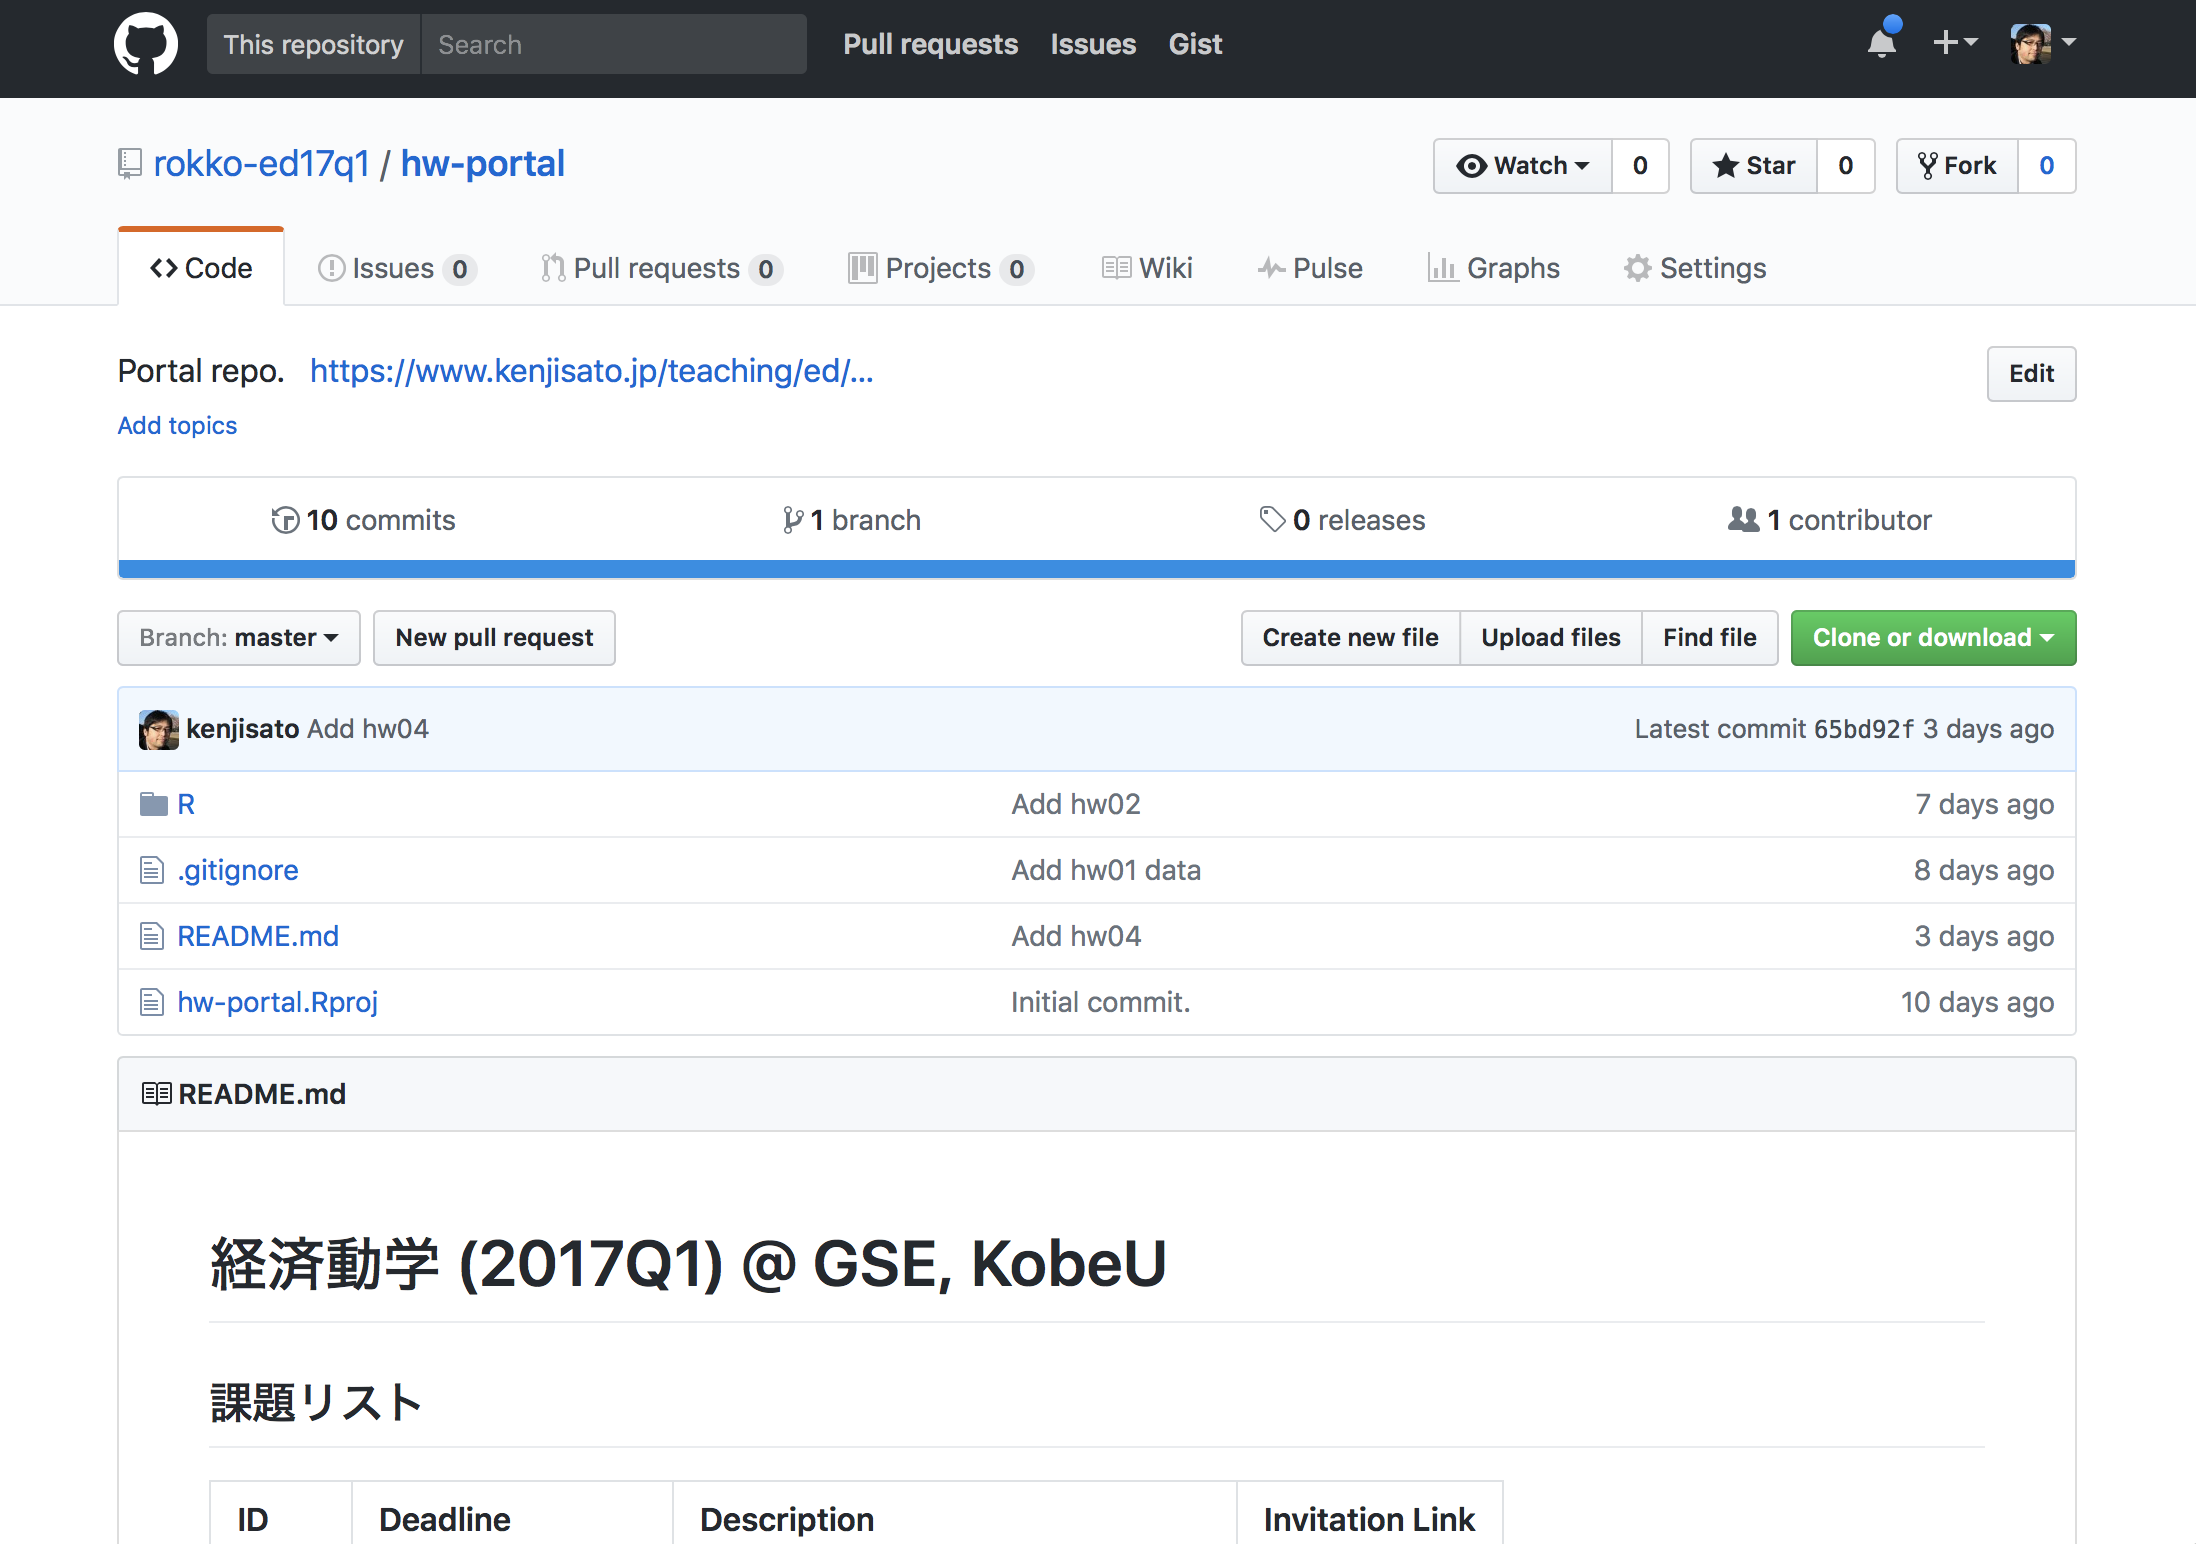 This repository Search Pull requests Issues Gist
rokko-ed17q1 / hw-portal Watch 0 Star 0 Fork 0
Code Issues 0 Pull requests 0 Projects 0 Wiki Pulse Graphs Settings
Portal repo. https://www.kenjisato.jp/teaching/ed/... Edit
Add topics
10 commits 1 branch 0 releases 1 contributor
Branch: master New pull request Create new file Upload files Find file Clone or download
kenjisato Add hw04 Latest commit 65bd92f 3 days ago
R Add hw02 7 days ago
.gitignore Add hw01 data 8 days ago
README.md Add hw04 3 days ago
hw-portal.Rproj Initial commit. 10 days ago
README.md
経済動学 (2017Q1) @ GSE, KobeU
課題リスト
ID Deadline Description Invitation Link